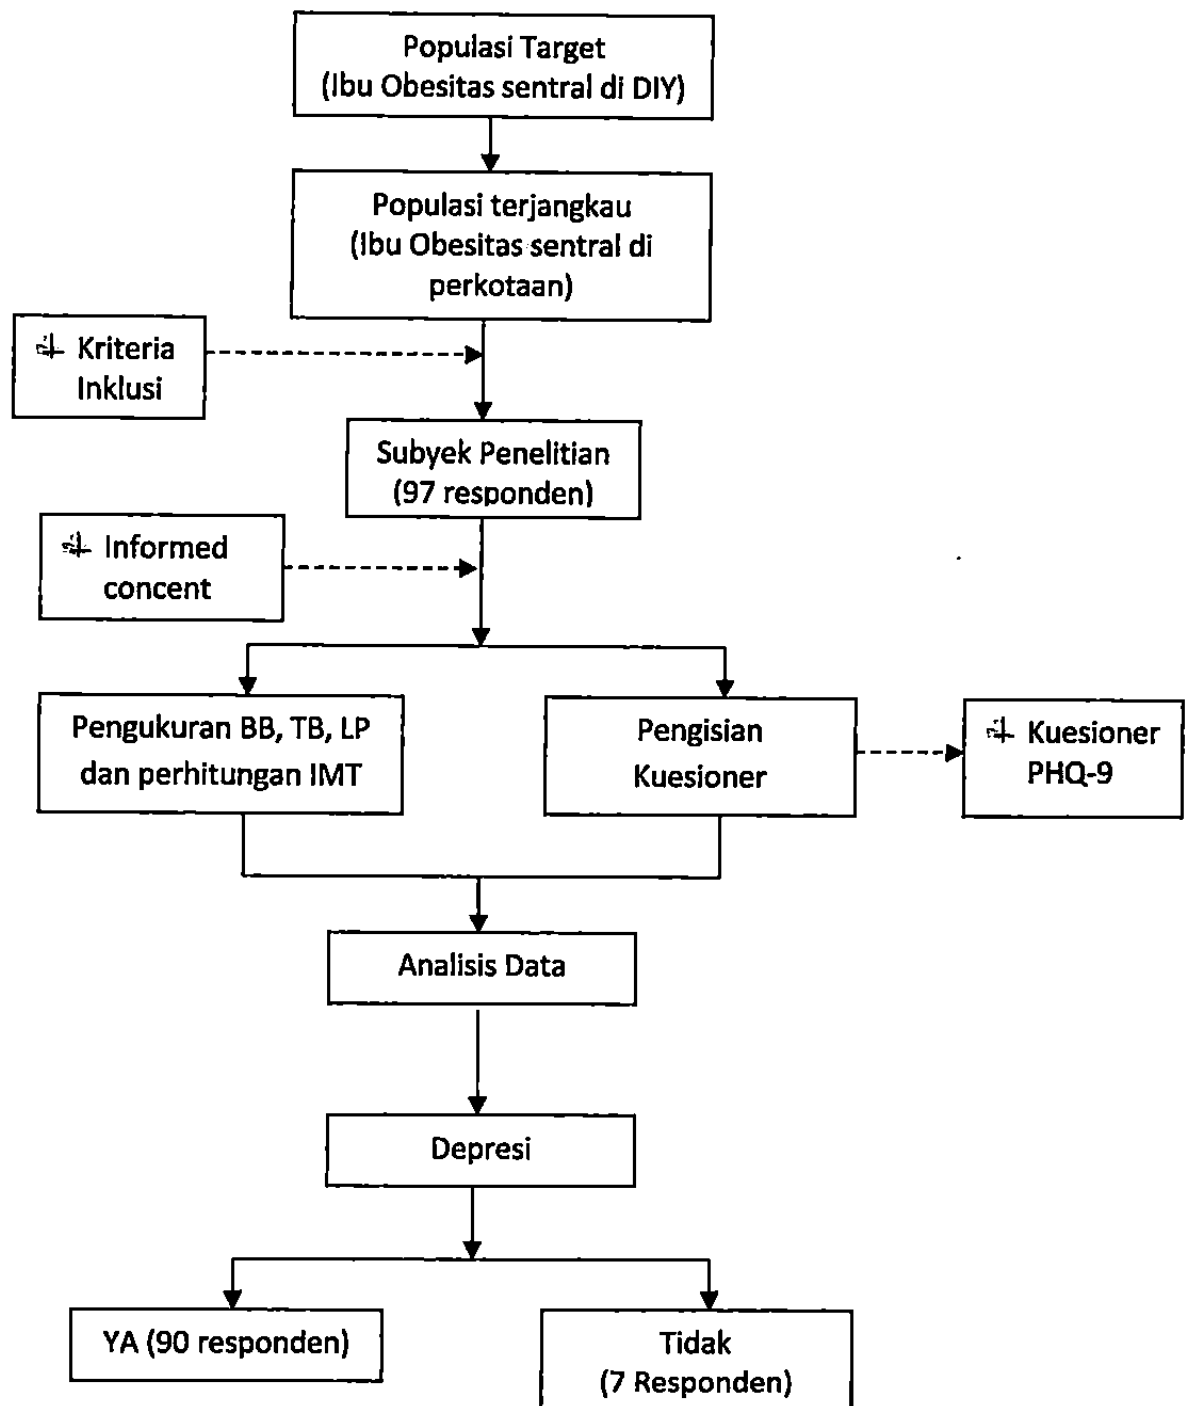 Populasi Target
(Ibu Obesitas sentral di DIY)
Populasi terjangkau
(Ibu Obesitas sentral di
perkotaan)
Kriteria
Inklusi
Subyek Penelitian
(97 responden)
Informed
concent
Pengukuran BB, TB, LP
dan perhitungan IMT
Pengisian
Kuesioner
Kuesioner
PHQ-9
Analisis Data
Depresi
YA (90 responden)
Tidak
(7 Responden)